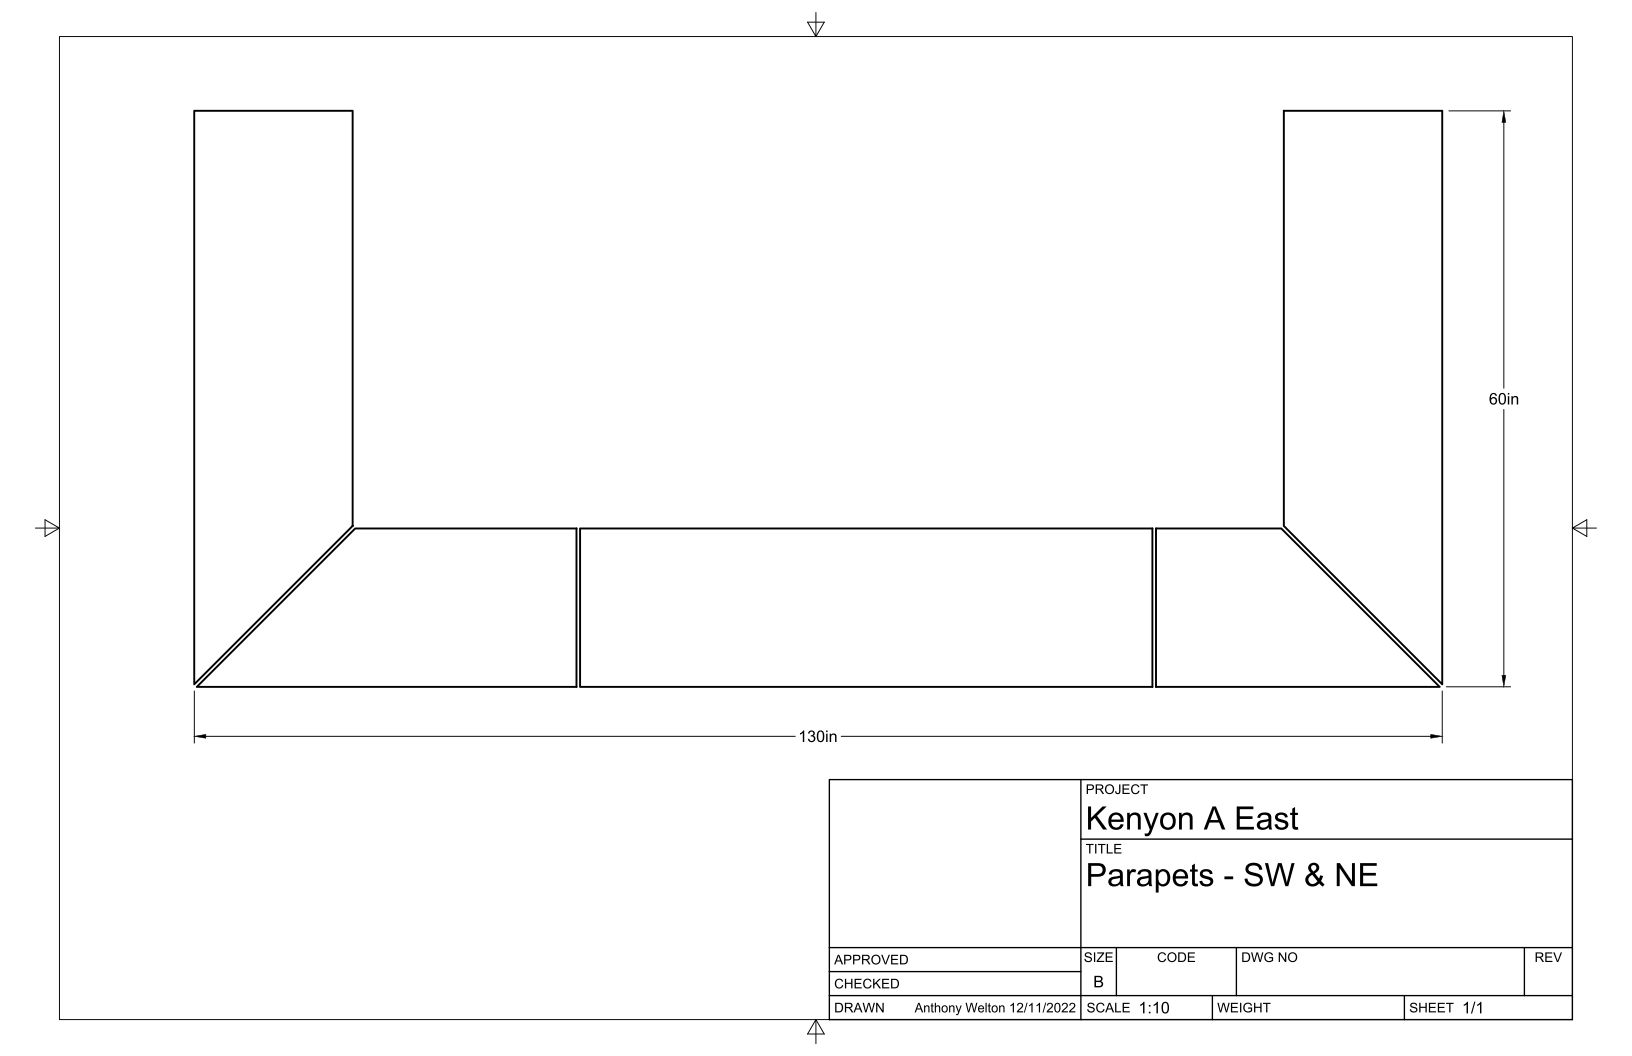 60in
130in
PROJECT
Kenyon A East
TITLE
Parapets - SW & NE
APPROVED
CHECKED
DRAWN Anthony Welton 12/11/2022
SIZE CODE DWG NO REV
B
SCALE 1:10 WEIGHT SHEET 1/1